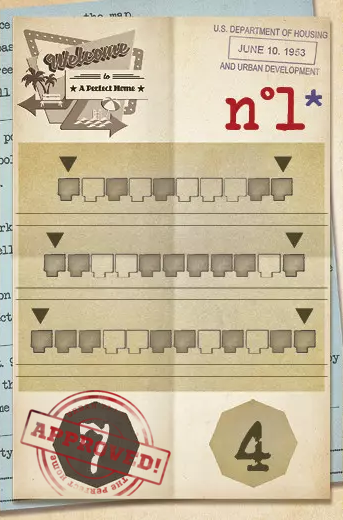 the map
Welcome
to
★ A Perfect Home ★
U.S. DEPARTMENT OF HOUSING
JUNE 10. 1953
AND URBAN DEVELOPMENT
n°1*
7
APPROVED!
THE PERFECT HOME
4